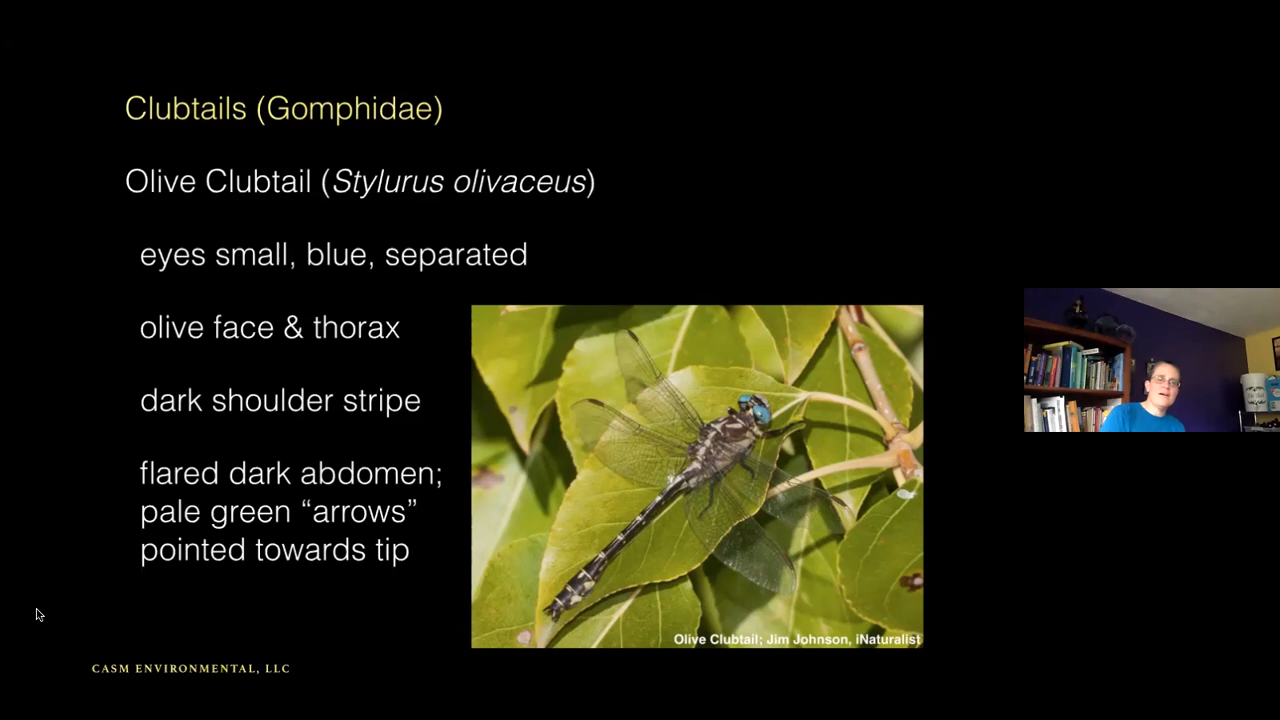 Clubtails (Gomphidae)
Olive Clubtail (Stylurus olivaceus)
eyes small, blue, separated
olive face & thorax
dark shoulder stripe
flared dark abdomen;
pale green “arrows”
pointed towards tip
Olive Clubtail; Jim Johnson, iNaturalist
CASM ENVIRONMENTAL, LLC